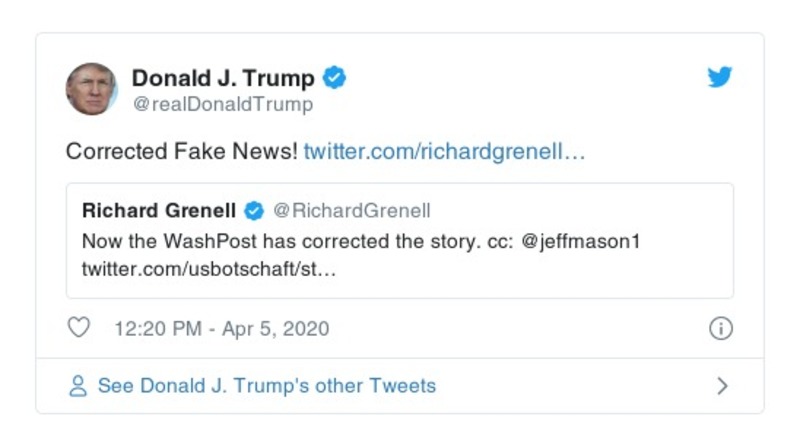 Donald J. Trump
@realDonaldTrump
Corrected Fake News! twitter.com/richardgrenell…
Richard Grenell @RichardGrenell
Now the WashPost has corrected the story. cc: @jeffmason1
twitter.com/usbotschaft/st…
12:20 PM - Apr 5, 2020
See Donald J. Trump's other Tweets